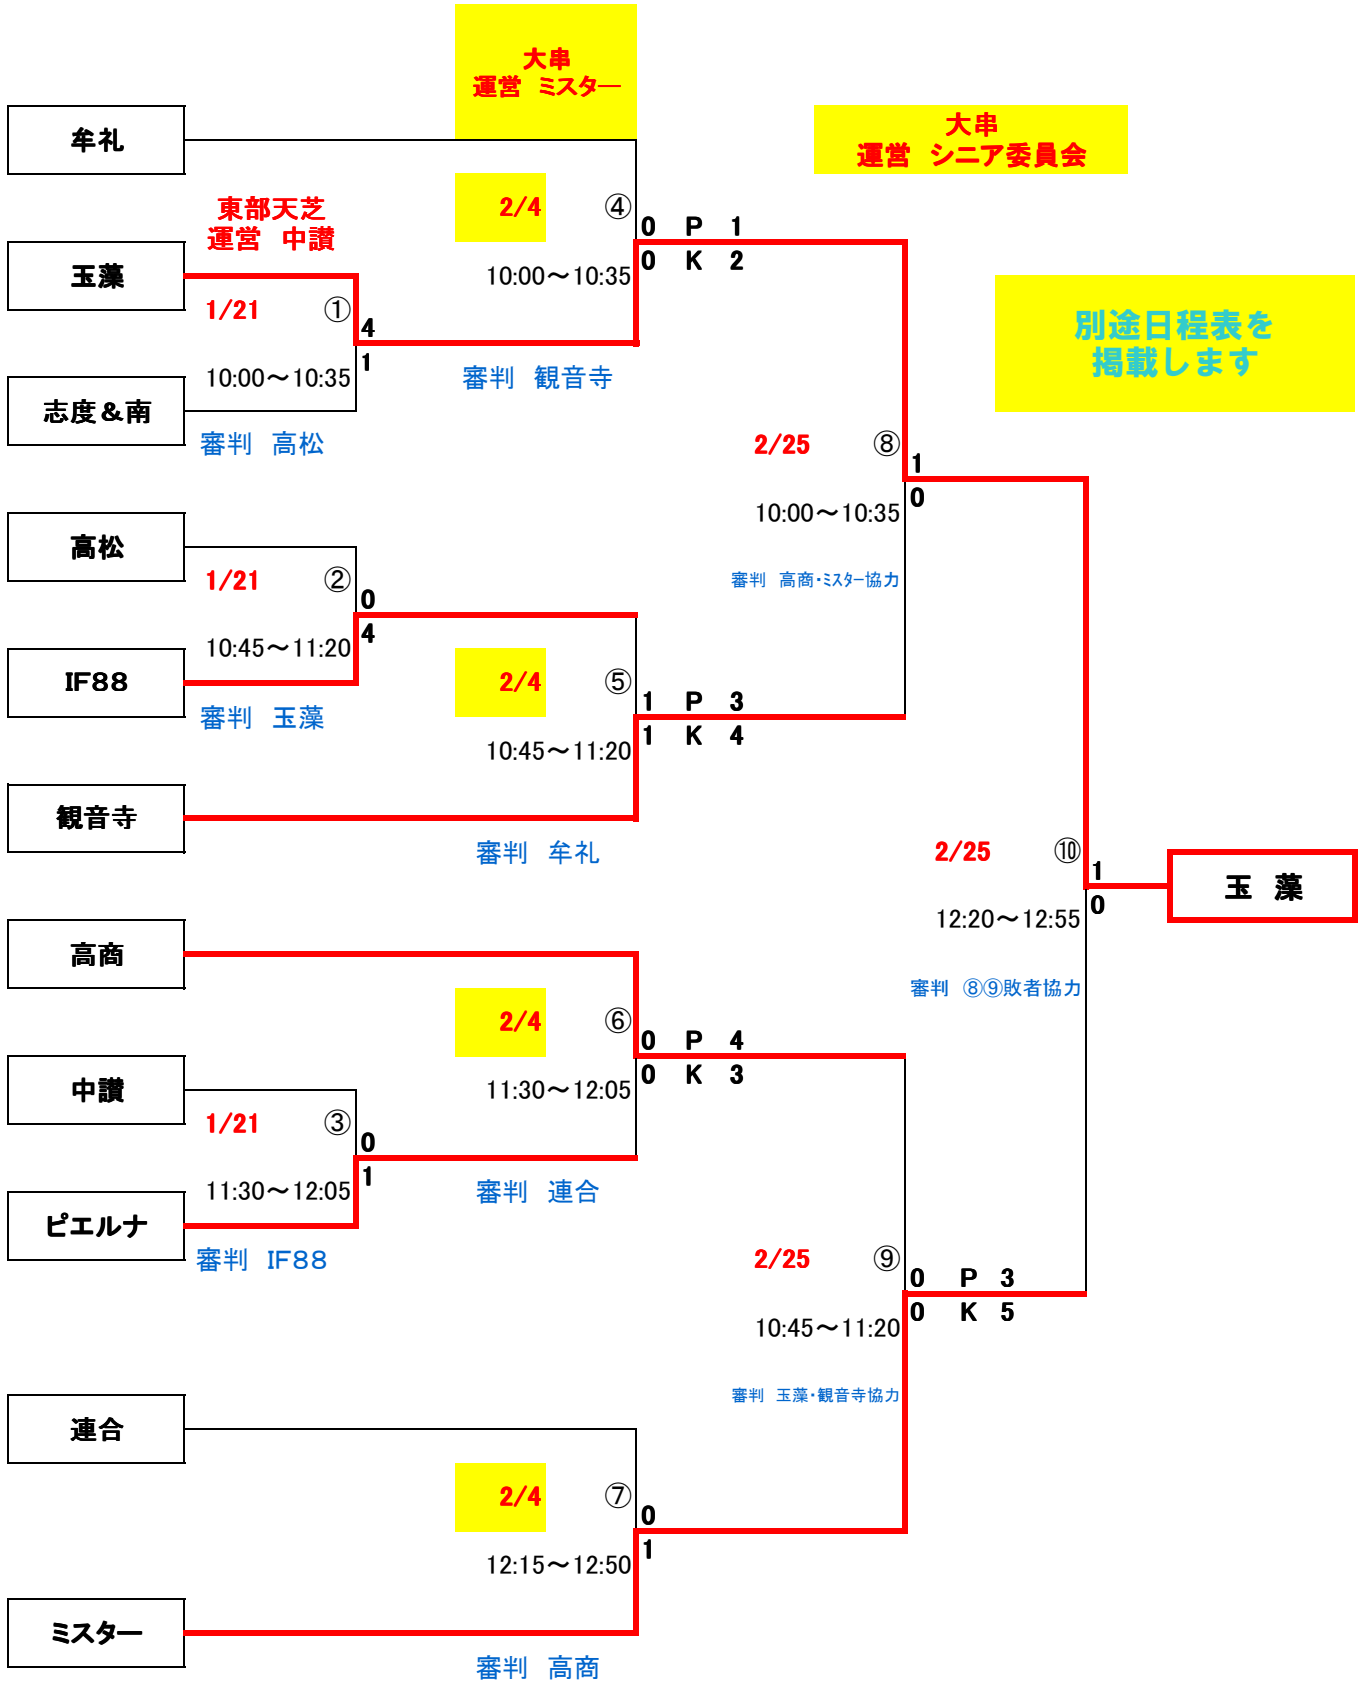 大串
運営 ミスター
大串
運営 シニア委員会
牟礼
東部天芝
運営 中讃
2/4 ④
0 P 1
0 K 2
10:00～10:35
玉藻
1/21 ①
4
1
10:00～10:35
審判 観音寺
別途日程表を
掲載します
志度＆南
審判 高松
2/25 ⑧
1
0
10:00～10:35
審判 高商・ミスター協力
高松
1/21 ②
0
4
10:45～11:20
IF88
審判 玉藻
2/4 ⑤
1 P 3
1 K 4
10:45～11:20
観音寺
審判 牟礼
2/25 ⑩
1
0
12:20～12:55
玉 藻
審判 ⑧⑨敗者協力
高商
2/4 ⑥
0 P 4
0 K 3
11:30～12:05
中讃
1/21 ③
0
1
11:30～12:05
審判 連合
ピエルナ
審判 IF88
2/25 ⑨
0 P 3
0 K 5
10:45～11:20
審判 玉藻・観音寺協力
連合
2/4 ⑦
0
1
12:15～12:50
ミスター
審判 高商